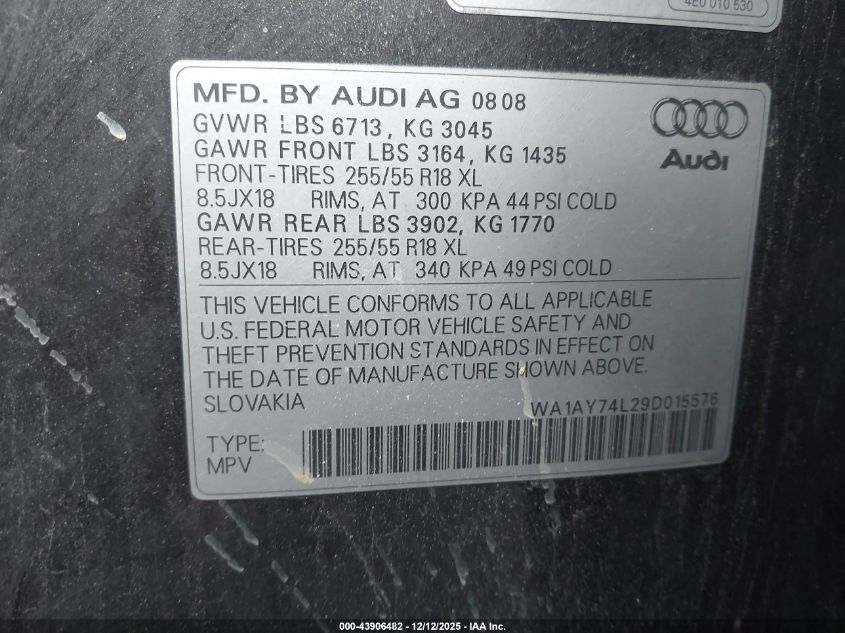 4E0 010 530
MFD. BY AUDI AG 08 08
GVWR LBS 6713, KG 3045
GAWR FRONT LBS 3164, KG 1435
FRONT-TIRES 255/55 R18 XL
8.5JX18 RIMS, AT 300 KPA 44 PSI COLD
GAWR REAR LBS 3902, KG 1770
REAR-TIRES 255/55 R18 XL
8.5JX18 RIMS, AT 340 KPA 49 PSI COLD
Audi
THIS VEHICLE CONFORMS TO ALL APPLICABLE
U.S. FEDERAL MOTOR VEHICLE SAFETY AND
THEFT PREVENTION STANDARDS IN EFFECT ON
THE DATE OF MANUFACTURE SHOWN ABOVE.
SLOVAKIA
WA1AY74L29D015576
TYPE:
MPV
000-43906482 - 12/12/2025 - IAAI.COM